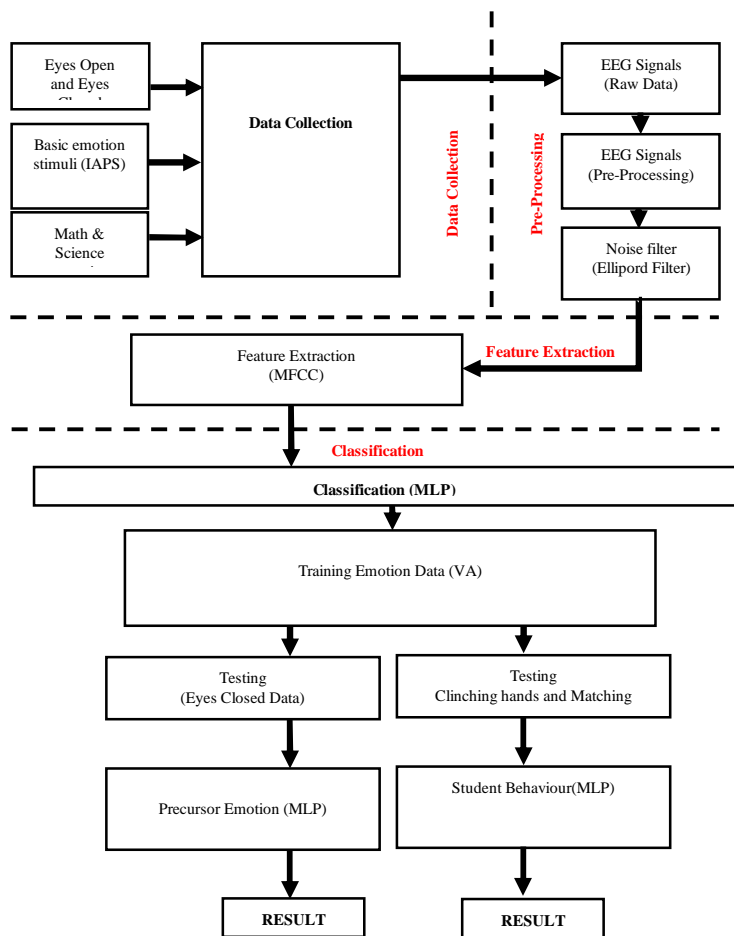 Eyes Open
and Eyes
Basic emotion
stimuli (IAPS)
Math &
Science
Data Collection
Data Collection
Pre-Processing
EEG Signals
(Raw Data)
EEG Signals
(Pre-Processing)
Noise filter
(Ellipord Filter)
Feature Extraction
(MFCC)
Feature Extraction
Classification
Classification (MLP)
Training Emotion Data (VA)
Testing
(Eyes Closed Data)
Testing
Clinching hands and Matching
Precursor Emotion (MLP)
Student Behaviour(MLP)
RESULT
RESULT